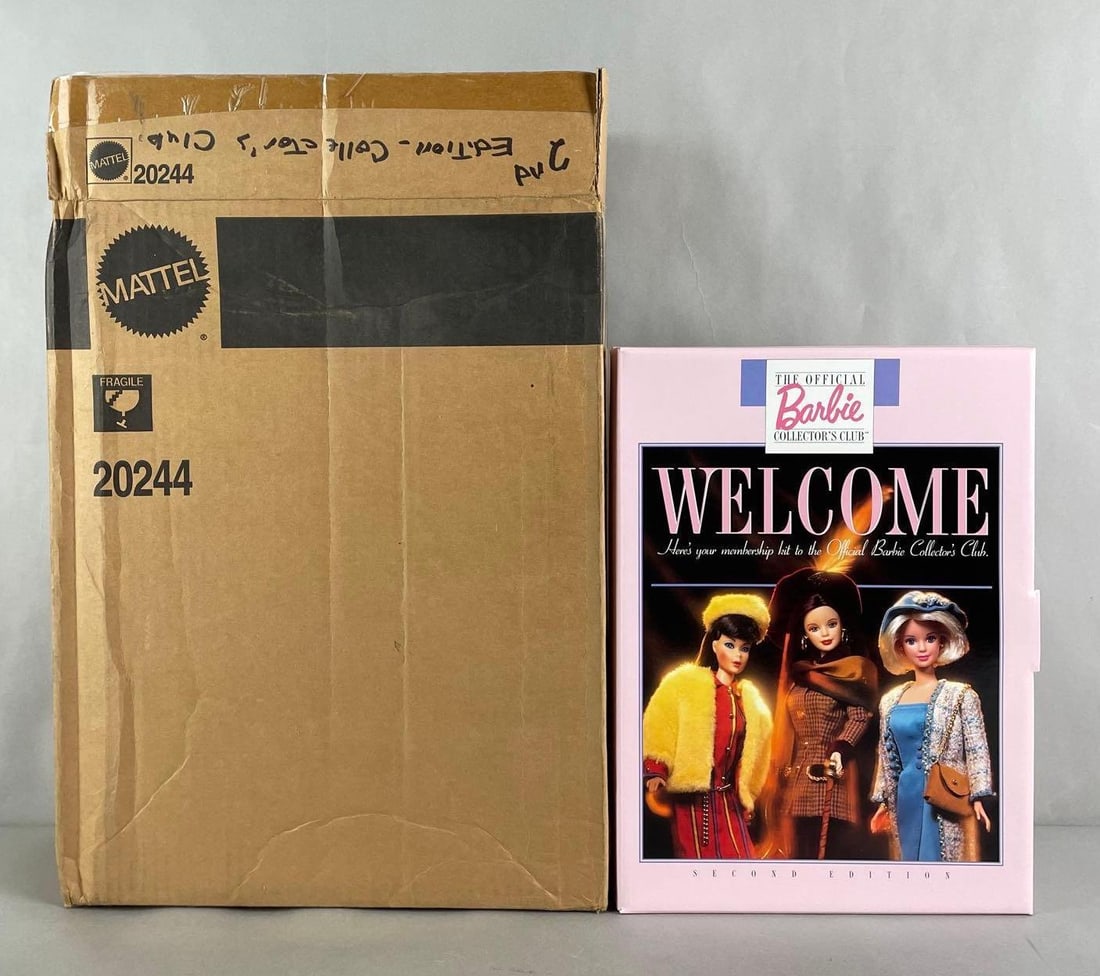 2nd Edition - Collector's Club.
MATTEL
®
20244
MATTEL
®
FRAGILE
20244
THE OFFICIAL
Barbie
COLLECTOR'S CLUB™
WELCOME
Here's your membership kit to the Official Barbie Collector's Club.
SECOND EDITION